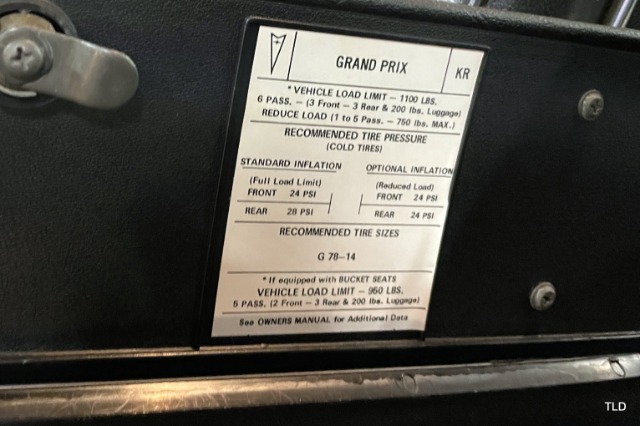 GRAND PRIX
KR
* VEHICLE LOAD LIMIT — 1100 LBS.
6 PASS. — (3 Front — 3 Rear & 200 lbs. Luggage)
REDUCE LOAD (1 to 5 Pass. — 750 lbs. MAX.)
RECOMMENDED TIRE PRESSURE
(COLD TIRES)
STANDARD INFLATION OPTIONAL INFLATION
(Full Load Limit) (Reduced Load)
FRONT 24 PSI FRONT 24 PSI
REAR 28 PSI REAR 24 PSI
RECOMMENDED TIRE SIZES
G 78-14
* If equipped with BUCKET SEATS
VEHICLE LOAD LIMIT — 950 LBS.
5 PASS. (2 Front — 3 Rear & 200 lbs. Luggage)
See OWNERS MANUAL for Additional Data
TLD